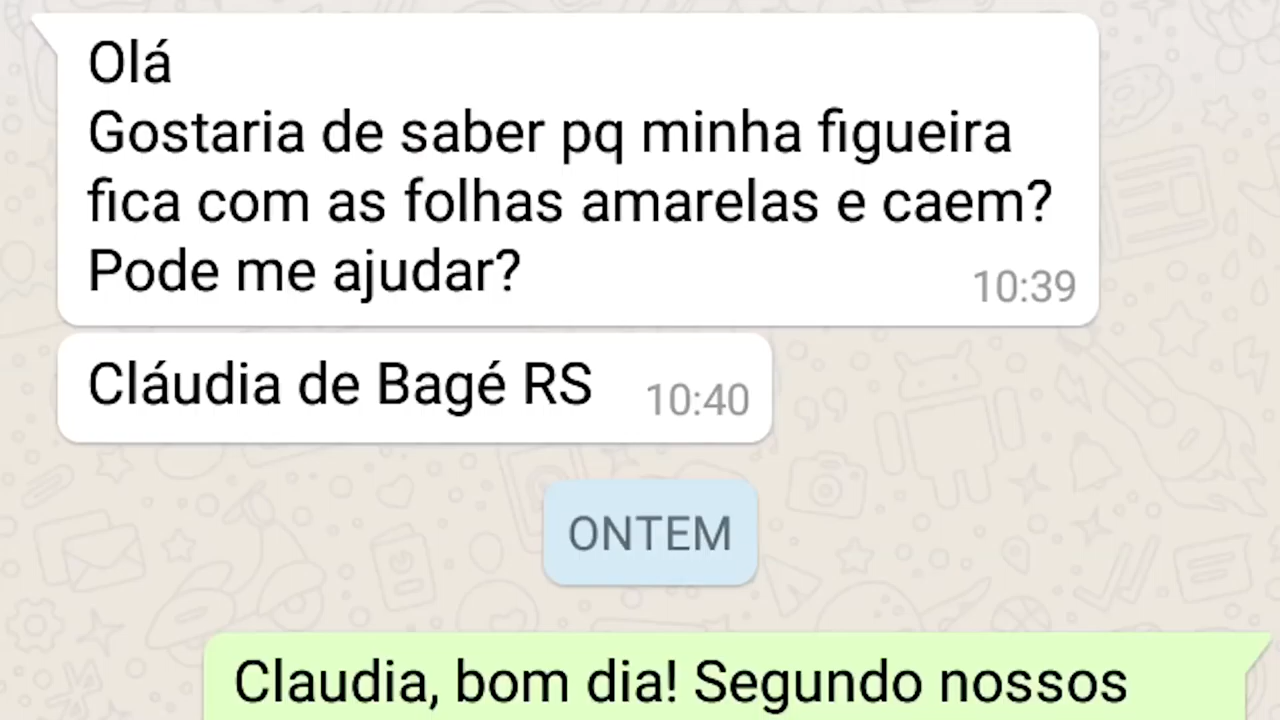 Olá
Gostaria de saber pq minha figueira
fica com as folhas amarelas e caem?
Pode me ajudar?
10:39
Cláudia de Bagé RS
10:40
ONTEM
Claudia, bom dia! Segundo nossos